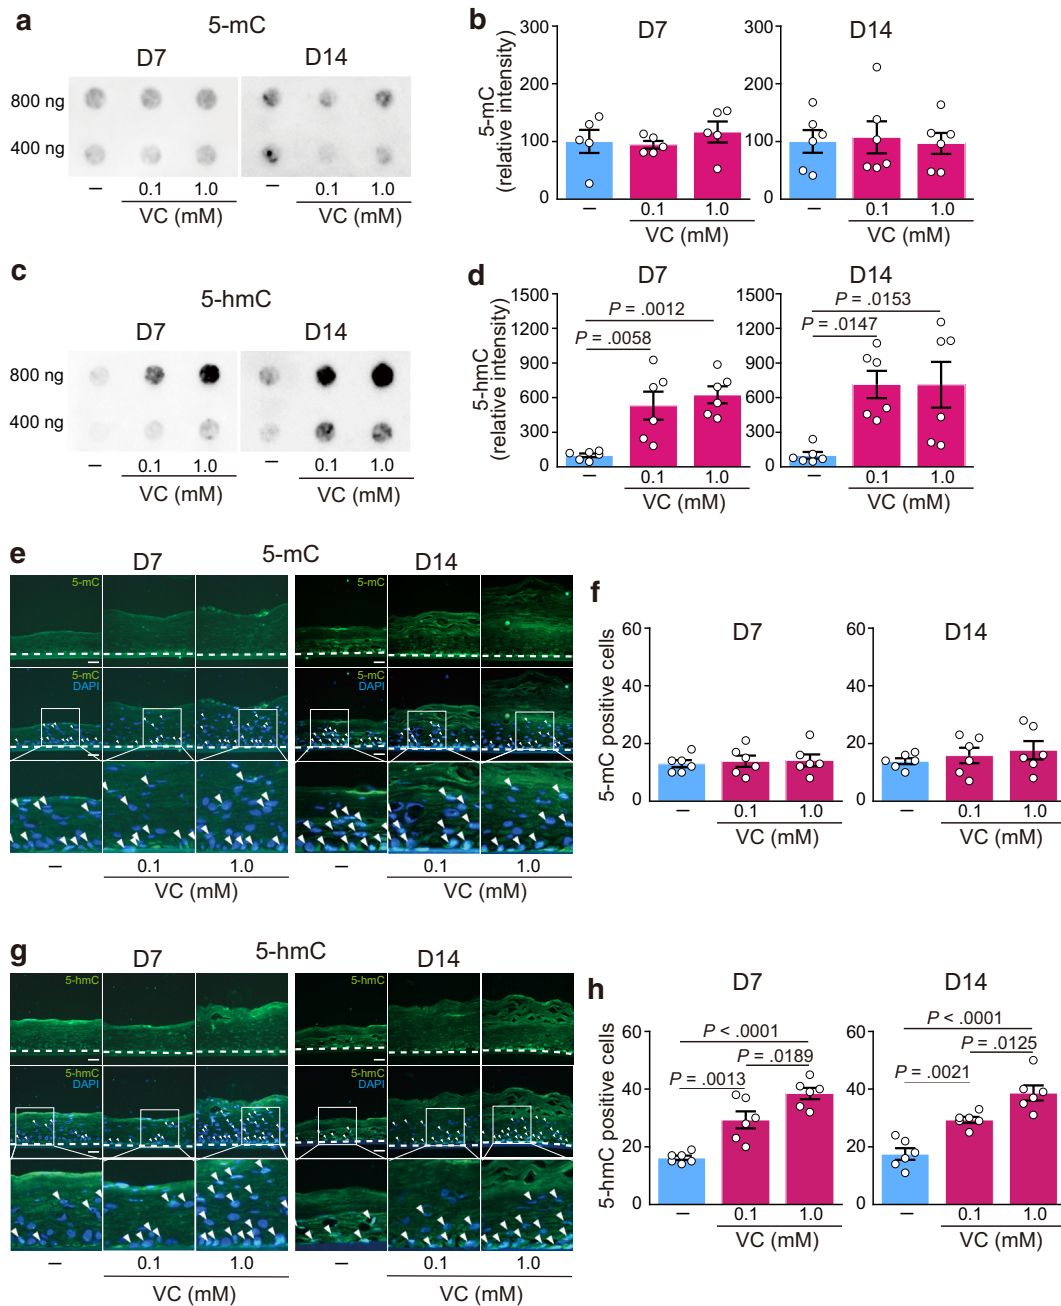 a
5-mC
D7 D14
800 ng
400 ng
– 0.1 1.0 – 0.1 1.0
VC (mM) VC (mM)
b
D7 D14
5-mC
(relative intensity)
300 300
200 200
100 100
0 0
– 0.1 1.0 – 0.1 1.0
VC (mM) VC (mM)
c
5-hmC
D7 D14
800 ng
400 ng
– 0.1 1.0 – 0.1 1.0
VC (mM) VC (mM)
d
D7 D14
5-hmC
(relative intensity)
1500 1500
1200 1200
900 900
600 600
300 300
0 0
P = .0012 P = .0153
P = .0058 P = .0147
– 0.1 1.0 – 0.1 1.0
VC (mM) VC (mM)
e
D7 5-mC D14
5-mC 5-mC
5-mC 5-mC
DAPI DAPI
– 0.1 1.0 – 0.1 1.0
VC (mM) VC (mM)
f
D7 D14
5-mC positive cells
60 60
40 40
20 20
0 0
– 0.1 1.0 – 0.1 1.0
VC (mM) VC (mM)
g
D7 5-hmC D14
5-hmC 5-hmC
5-hmC 5-hmC
DAPI DAPI
– 0.1 1.0 – 0.1 1.0
VC (mM) VC (mM)
h
D7 D14
5-hmC positive cells
60 60
40 40
20 20
0 0
P < .0001 P < .0001
P = .0189 P = .0125
P = .0013 P = .0021
– 0.1 1.0 – 0.1 1.0
VC (mM) VC (mM)